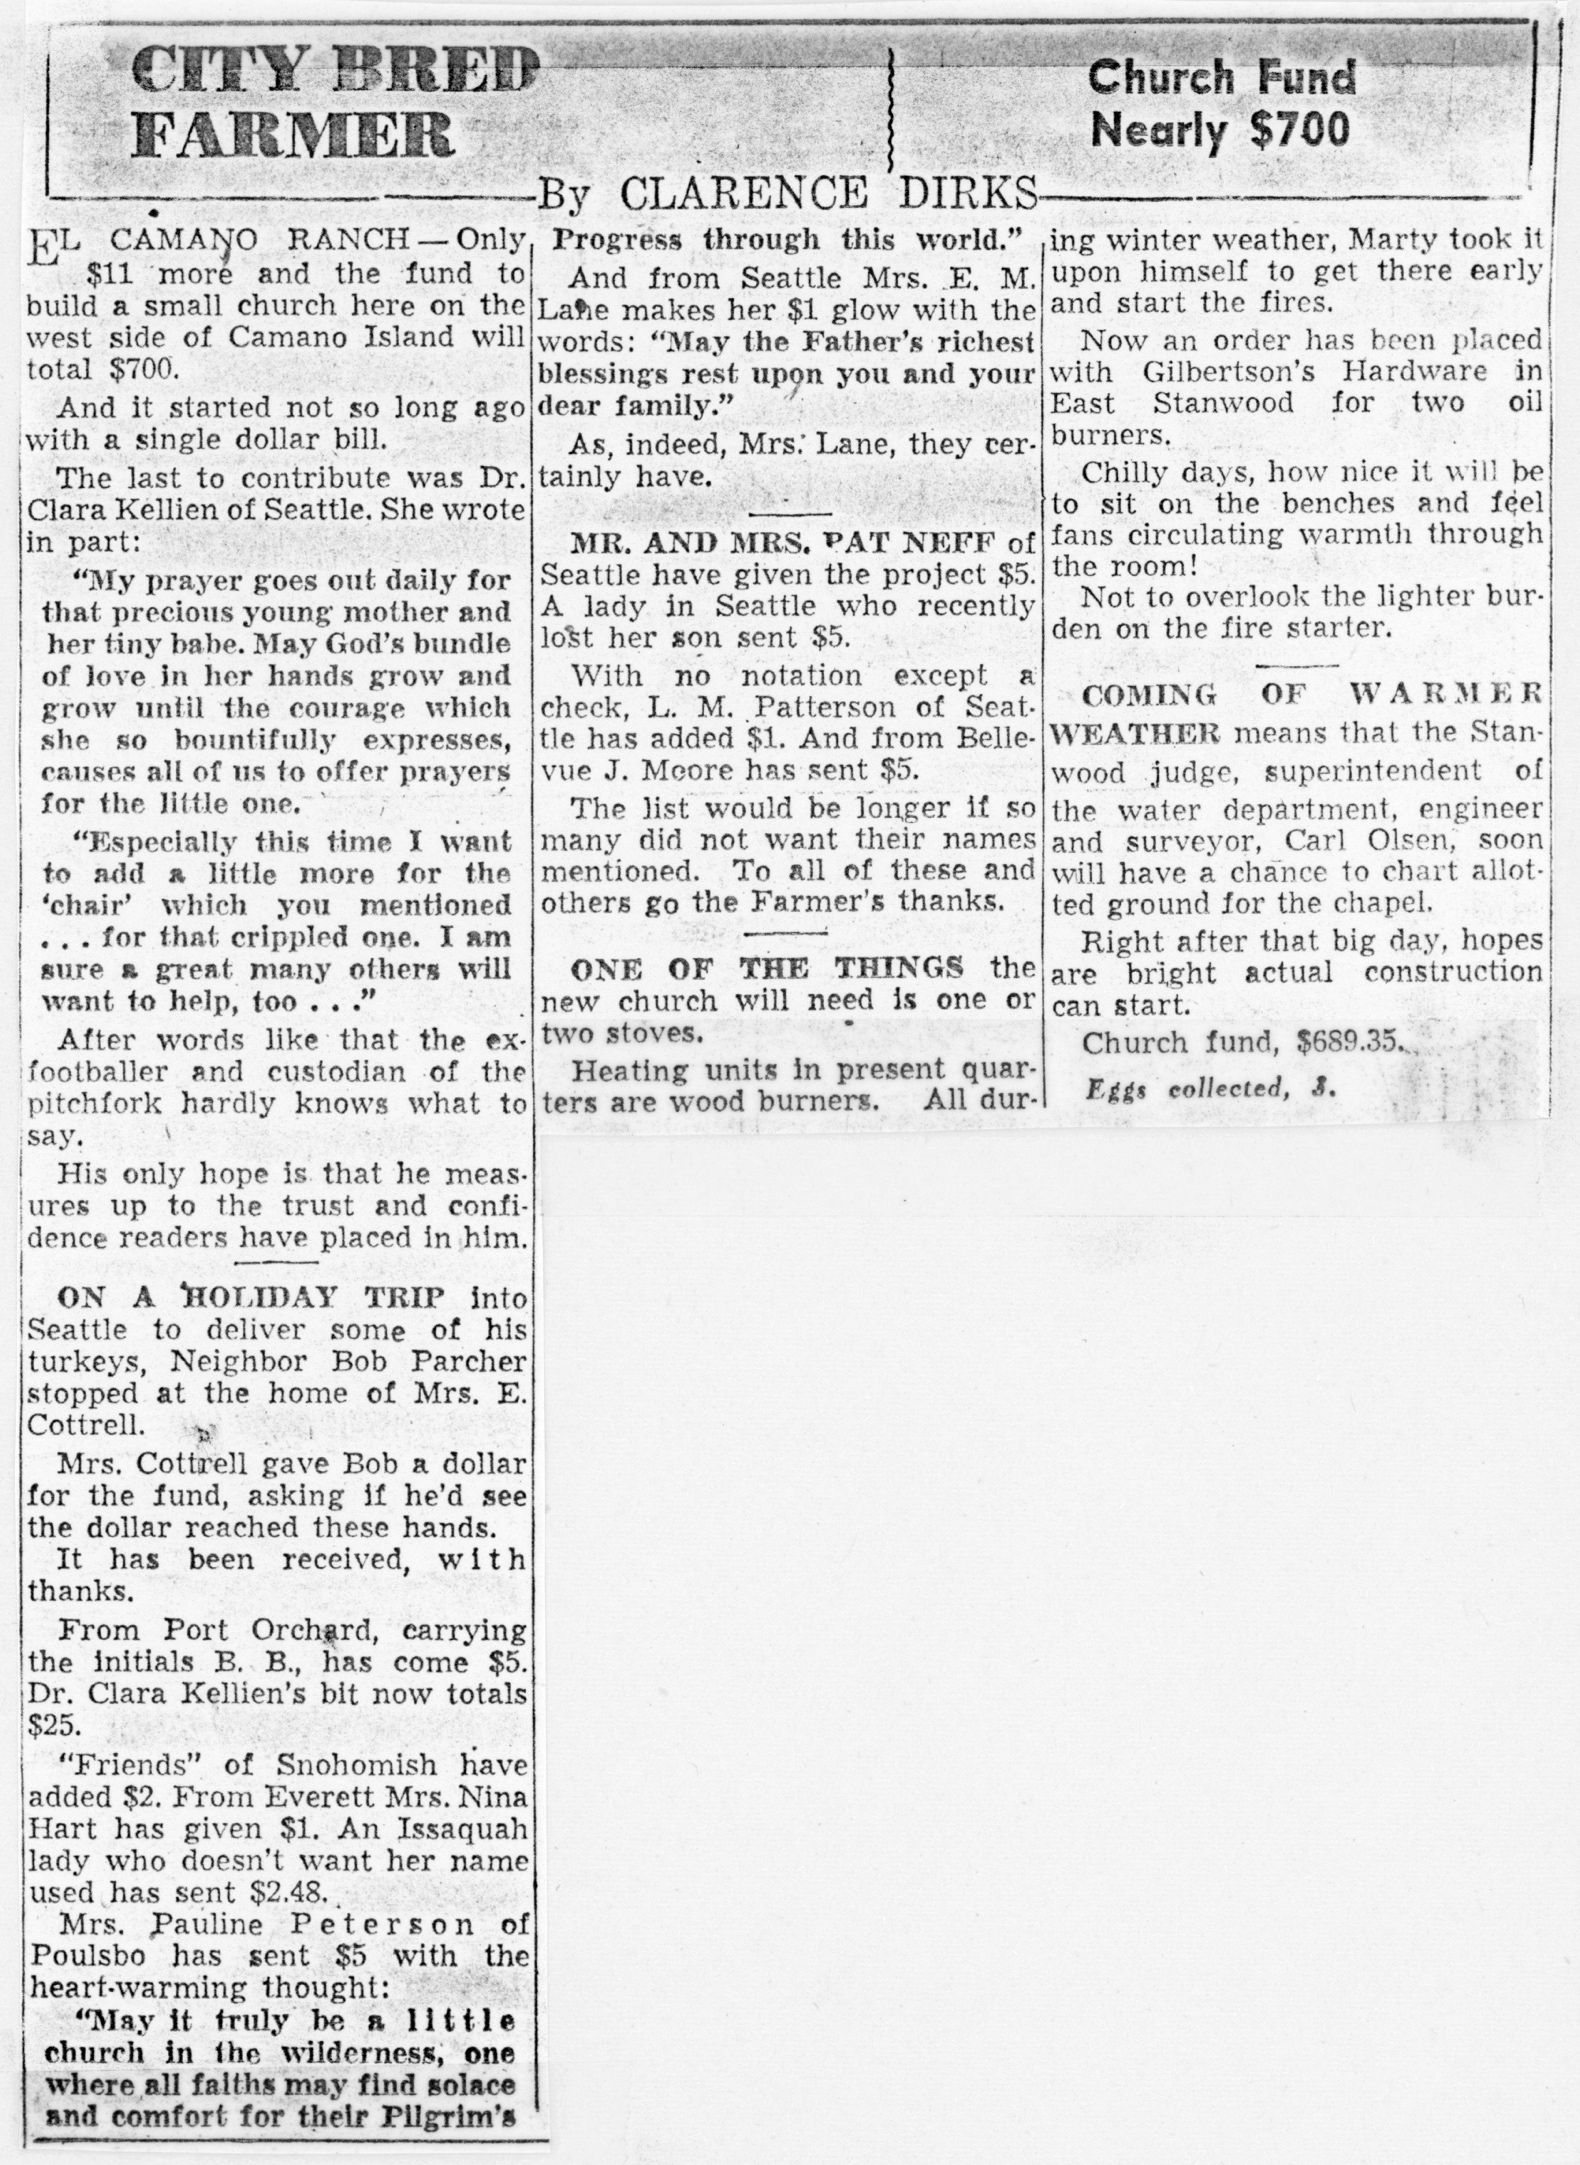 CITY BRED
FARMER
Church Fund
Nearly $700
By CLARENCE DIRKS
EL CAMANO RANCH — Only
$11 more and the fund to
build a small church here on the
west side of Camano Island will
total $700.
And it started not so long ago
with a single dollar bill.
The last to contribute was Dr.
Clara Kellien of Seattle. She wrote
in part:
"My prayer goes out daily for
that precious young mother and
her tiny babe. May God's bundle
of love in her hands grow and
grow until the courage which
she so bountifully expresses,
causes all of us to offer prayers
for the little one.
"Especially this time I want
to add a little more for the
'chair' which you mentioned
. . . for that crippled one. I am
sure a great many others will
want to help, too . . ."
After words like that the ex-
footballer and custodian of the
pitchfork hardly knows what to
say.
His only hope is that he meas-
ures up to the trust and confi-
dence readers have placed in him.
ON A HOLIDAY TRIP into
Seattle to deliver some of his
turkeys, Neighbor Bob Parcher
stopped at the home of Mrs. E.
Cottrell.
Mrs. Cottrell gave Bob a dollar
for the fund, asking if he'd see
the dollar reached these hands.
It has been received, with
thanks.
From Port Orchard, carrying
the initials B. B., has come $5.
Dr. Clara Kellien's bit now totals
$25.
"Friends" of Snohomish have
added $2. From Everett Mrs. Nina
Hart has given $1. An Issaquah
lady who doesn't want her name
used has sent $2.48.
Mrs. Pauline Peterson of
Poulsbo has sent $5 with the
heart-warming thought:
"May it truly be a little
church in the wilderness, one
where all faiths may find solace
and comfort for their Pilgrim's
Progress through this world."
And from Seattle Mrs. E. M.
Lane makes her $1 glow with the
words: "May the Father's richest
blessings rest upon you and your
dear family."
As, indeed, Mrs. Lane, they cer-
tainly have.
MR. AND MRS. PAT NEFF of
Seattle have given the project $5.
A lady in Seattle who recently
lost her son sent $5.
With no notation except a
check, L. M. Patterson of Seat-
tle has added $1. And from Belle-
vue J. Moore has sent $5.
The list would be longer if so
many did not want their names
mentioned. To all of these and
others go the Farmer's thanks.
ONE OF THE THINGS the
new church will need is one or
two stoves.
Heating units in present quar-
ters are wood burners. All dur-
ing winter weather, Marty took it
upon himself to get there early
and start the fires.
Now an order has been placed
with Gilbertson's Hardware in
East Stanwood for two oil
burners.
Chilly days, how nice it will be
to sit on the benches and feel
fans circulating warmth through
the room!
Not to overlook the lighter bur-
den on the fire starter.
COMING OF WARMER
WEATHER means that the Stan-
wood judge, superintendent of
the water department, engineer
and surveyor, Carl Olsen, soon
will have a chance to chart allot-
ted ground for the chapel.
Right after that big day, hopes
are bright actual construction
can start.
Church fund, $689.35.
Eggs collected,